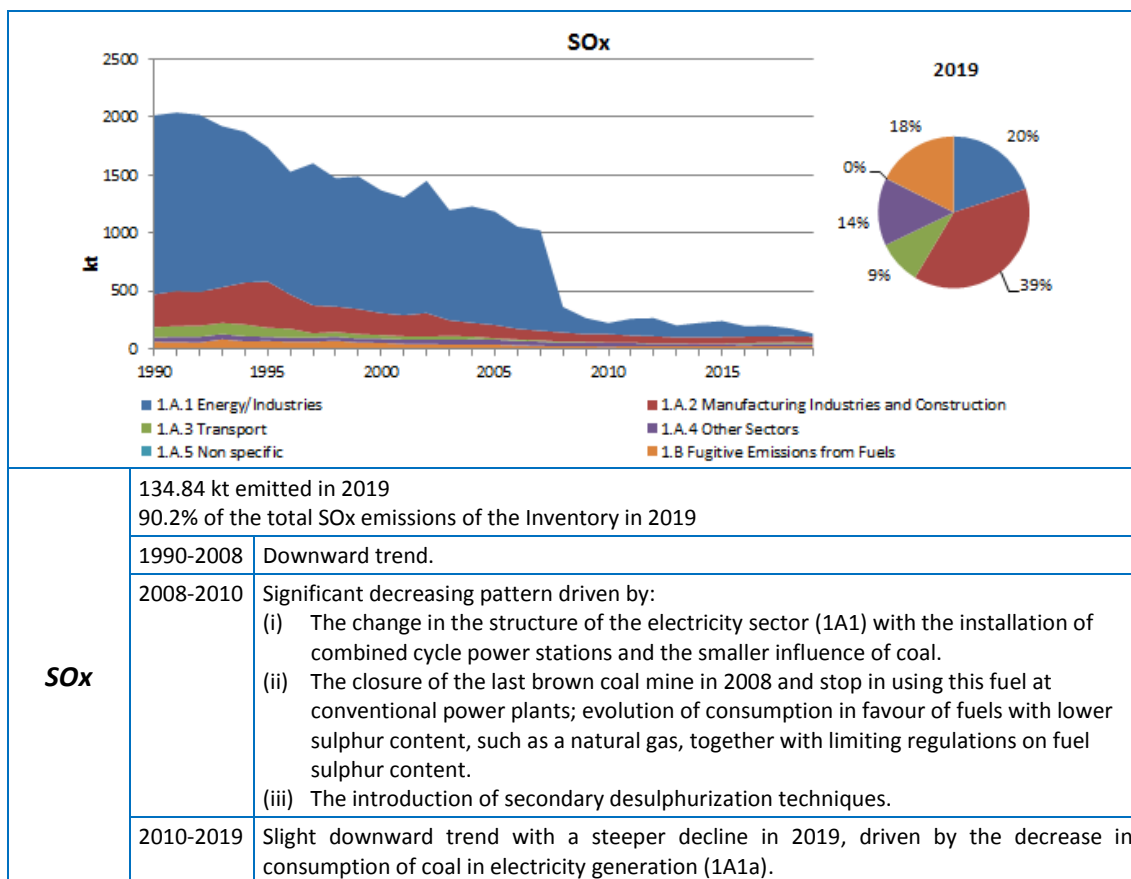 SOx
2500
2000
1500
1000
500
0
kt
1990
1995
2000
2005
2010
2015
2019
18%
20%
0%
14%
9%
39%
1.A.1 Energy/Industries
1.A.2 Manufacturing Industries and Construction
1.A.3 Transport
1.A.4 Other Sectors
1.A.5 Non specific
1.B Fugitive Emissions from Fuels
SOx
134.84 kt emitted in 2019
90.2% of the total SOx emissions of the Inventory in 2019
1990-2008 Downward trend.
2008-2010 Significant decreasing pattern driven by:
(i) The change in the structure of the electricity sector (1A1) with the installation of
combined cycle power stations and the smaller influence of coal.
(ii) The closure of the last brown coal mine in 2008 and stop in using this fuel at
conventional power plants; evolution of consumption in favour of fuels with lower
sulphur content, such as a natural gas, together with limiting regulations on fuel
sulphur content.
(iii) The introduction of secondary desulphurization techniques.
2010-2019 Slight downward trend with a steeper decline in 2019, driven by the decrease in
consumption of coal in electricity generation (1A1a).